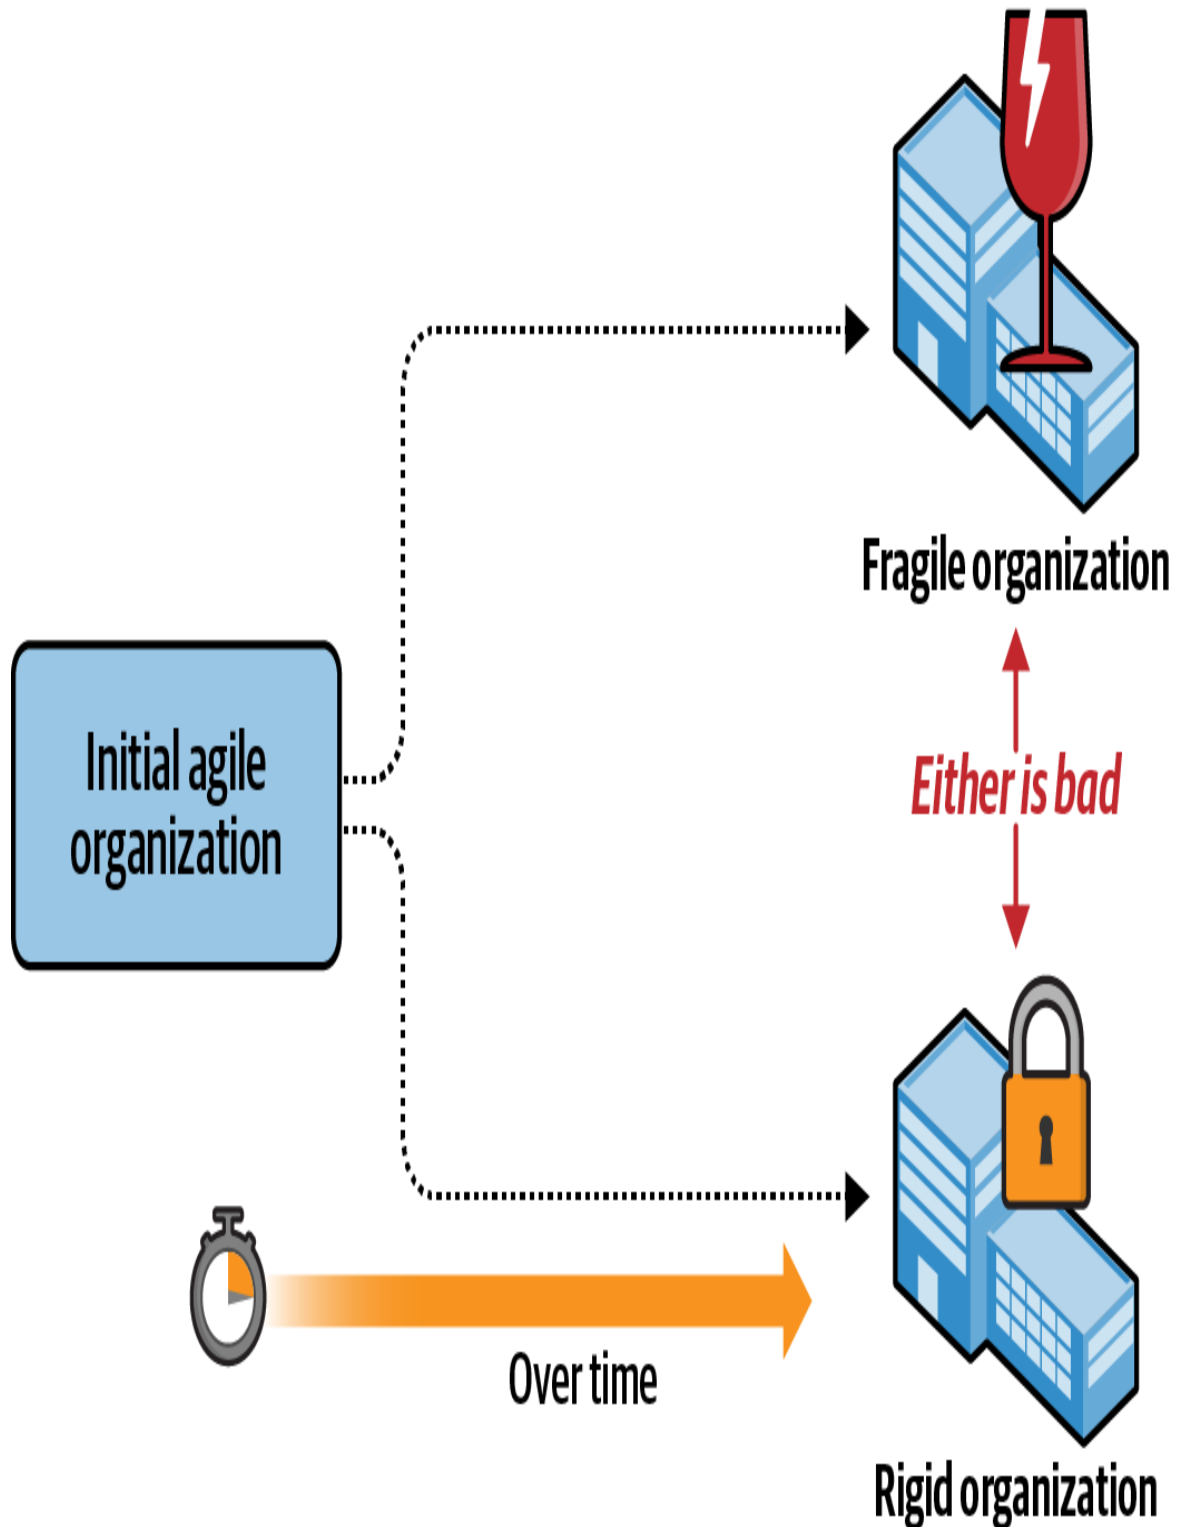 Fragile organization
Initial agile
organization
Either is bad
Over time
Rigid organization